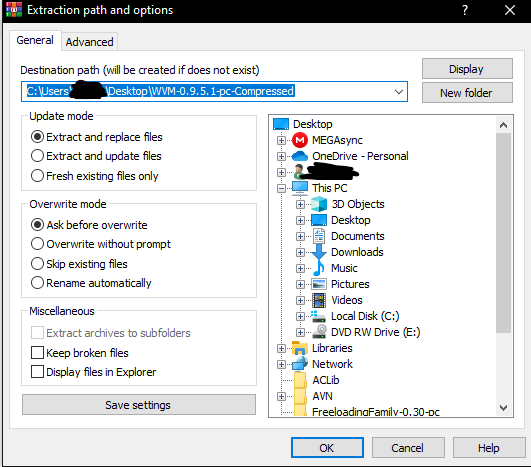 Extraction path and options
General
Advanced
Destination path (will be created if does not exist)
Display
C:\Users\ \Desktop\WVM-0.9.5.1-pc-Compressed
New folder
Update mode
Extract and replace files
Extract and update files
Fresh existing files only
Overwrite mode
Ask before overwrite
Overwrite without prompt
Skip existing files
Rename automatically
Miscellaneous
Extract archives to subfolders
Keep broken files
Display files in Explorer
Save settings
Desktop
MEGAsync
OneDrive - Personal
This PC
3D Objects
Desktop
Documents
Downloads
Music
Pictures
Videos
Local Disk (C:)
DVD RW Drive (E:)
Libraries
Network
ACLib
AVN
FreeloadingFamily-0.30-pc
OK
Cancel
Help